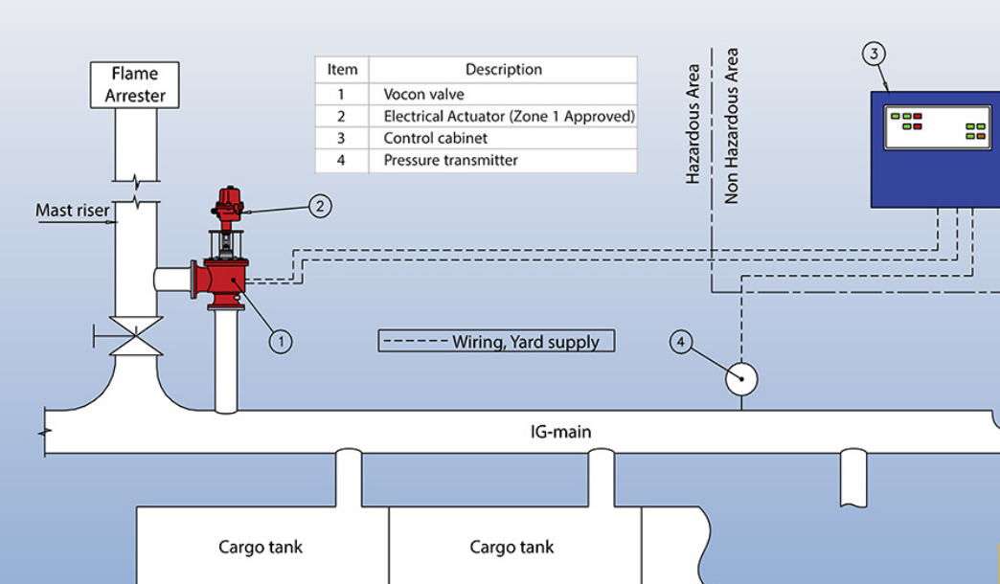 Flame
Arrester
Item Description
1 Vocon valve
2 Electrical Actuator (Zone 1 Approved)
3 Control cabinet
4 Pressure transmitter
Hazardous Area
Non Hazardous Area
3
Mast riser
2
1
Wiring, Yard supply
4
IG-main
Cargo tank
Cargo tank